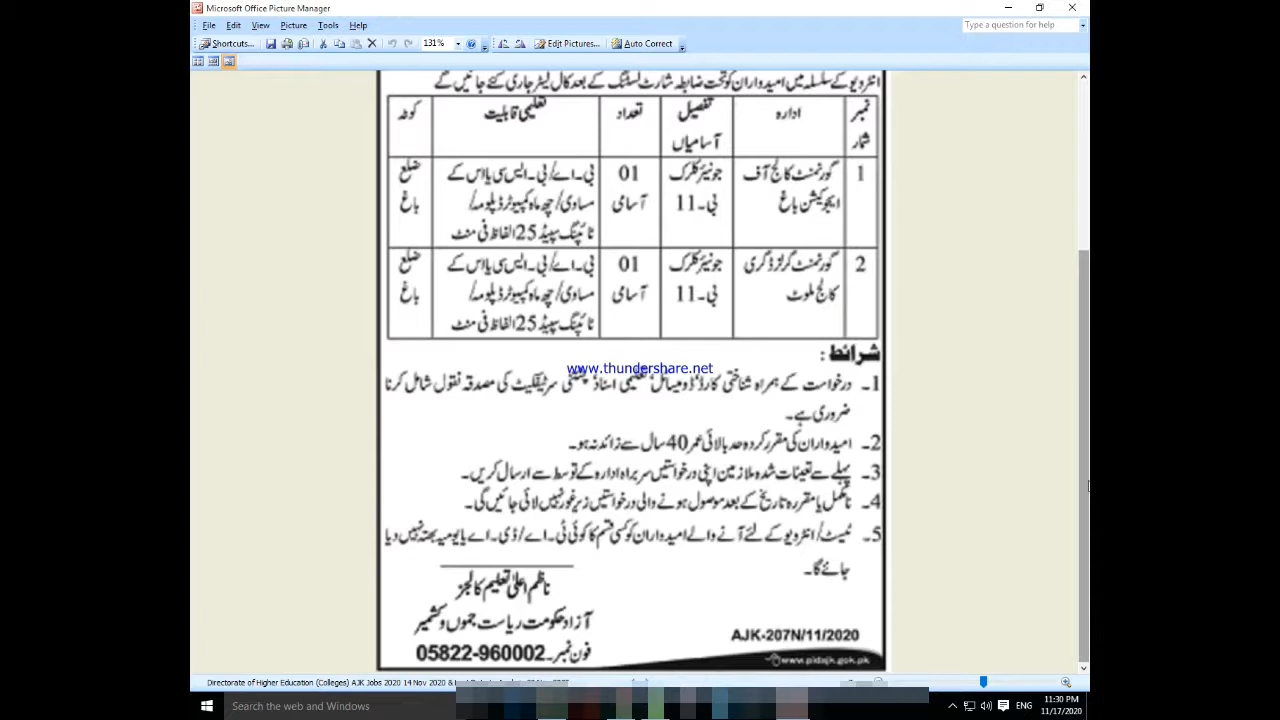 Microsoft Office Picture Manager
File Edit View Picture Tools Help
Type a question for help
Shortcuts... 131% Edit Pictures... Auto Correct
انٹرویو کے سلسلہ میں امیدواران کو تحت ضابطہ شارٹ لسٹنگ کے بعد کال لیٹر جاری کئے جائیں گے
نمبر شمار ادارہ تفصیل آسامیاں تعداد تعلیمی قابلیت کوٹہ
1 گورنمنٹ کالج آف جونیئر کلرک 01 بی۔اے/بی۔ایس سی یا اس کے ضلع
ایجوکیشن باغ بی۔11 آسامی مساوی/چھ ماہ کمپیوٹر ڈپلومہ/ باغ
ٹائپنگ سپیڈ 25 الفاظ فی منٹ
2 گورنمنٹ گرلز ڈگری جونیئر کلرک 01 بی۔اے/بی۔ایس سی یا اس کے ضلع
کالج ملوٹ بی۔11 آسامی مساوی/چھ ماہ کمپیوٹر ڈپلومہ/ باغ
ٹائپنگ سپیڈ 25 الفاظ فی منٹ
شرائط:
www.thundershare.net
1۔ درخواست کے ہمراہ شناختی کارڈ' ڈومیسائل' تعلیمی اسناد' پشتنی سرٹیفکیٹ کی مصدقہ نقول شامل کرنا
ضروری ہے۔
2۔ امیدواران کی مقرر کردہ حد بالائی عمر 40 سال سے زائد نہ ہو۔
3۔ پہلے سے تعینات شدہ ملازمین اپنی درخواستیں سربراہ ادارہ کے توسط سے ارسال کریں۔
4۔ نامکمل یا مقررہ تاریخ کے بعد موصول ہونے والی درخواستیں زیر غور نہیں لائی جائیں گی۔
5۔ ٹیسٹ/انٹرویو کے لئے آنے والے امیدواران کو کسی قسم کا کوئی ٹی۔اے/ڈی۔اے یا یومیہ بھتہ نہیں دیا
جائے گا۔
ناظم اعلیٰ تعلیم کالجز
آزاد حکومت ریاست جموں و کشمیر
فون نمبر۔05822-960002
AJK-207N/11/2020
www.pidajk.gok.pk
Directorate of Higher Education (Colleges) AJK Jobs 2020 14 Nov 2020
Search the web and Windows
ENG
11:30 PM
11/17/2020